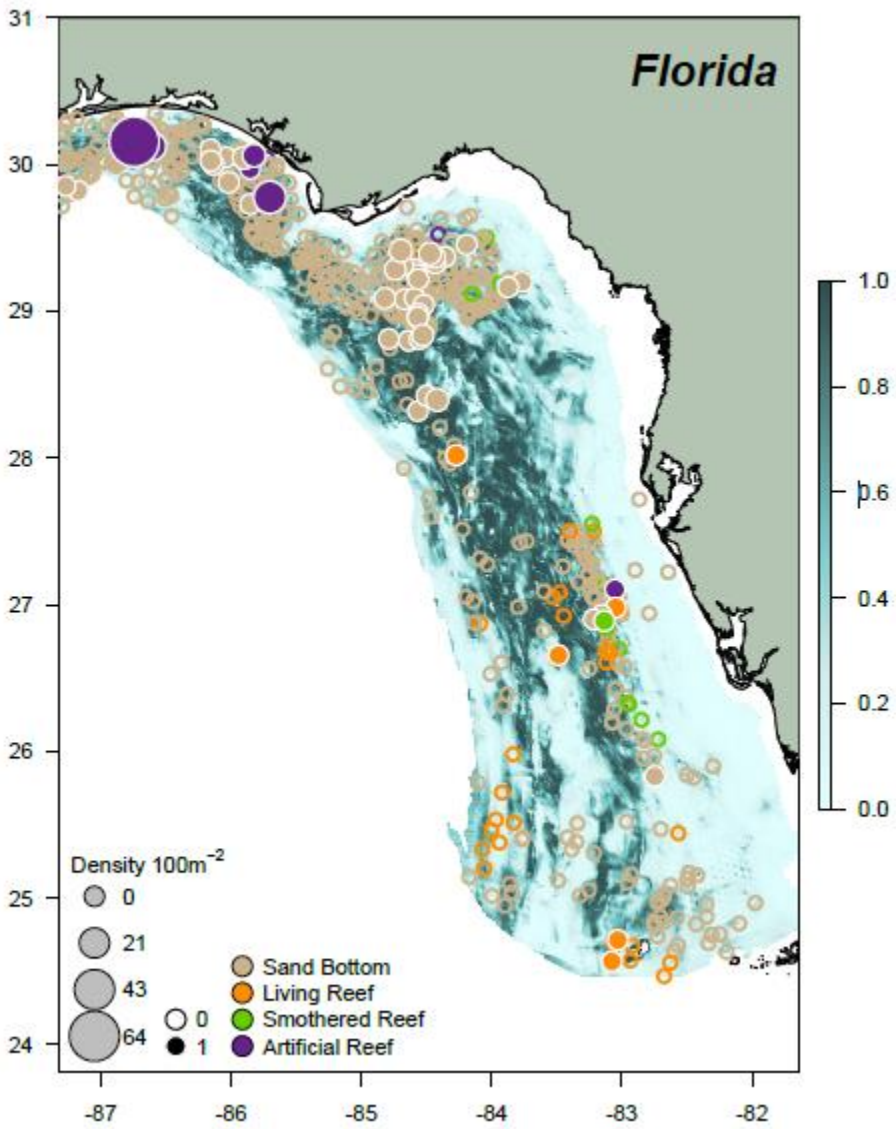 31
30
29
28
27
26
25
24
Florida
1.0
0.8
0.6
0.4
0.2
0.0
Density 100m⁻²
0
21
43
64
0
1
Sand Bottom
Living Reef
Smothered Reef
Artificial Reef
-87 -86 -85 -84 -83 -82